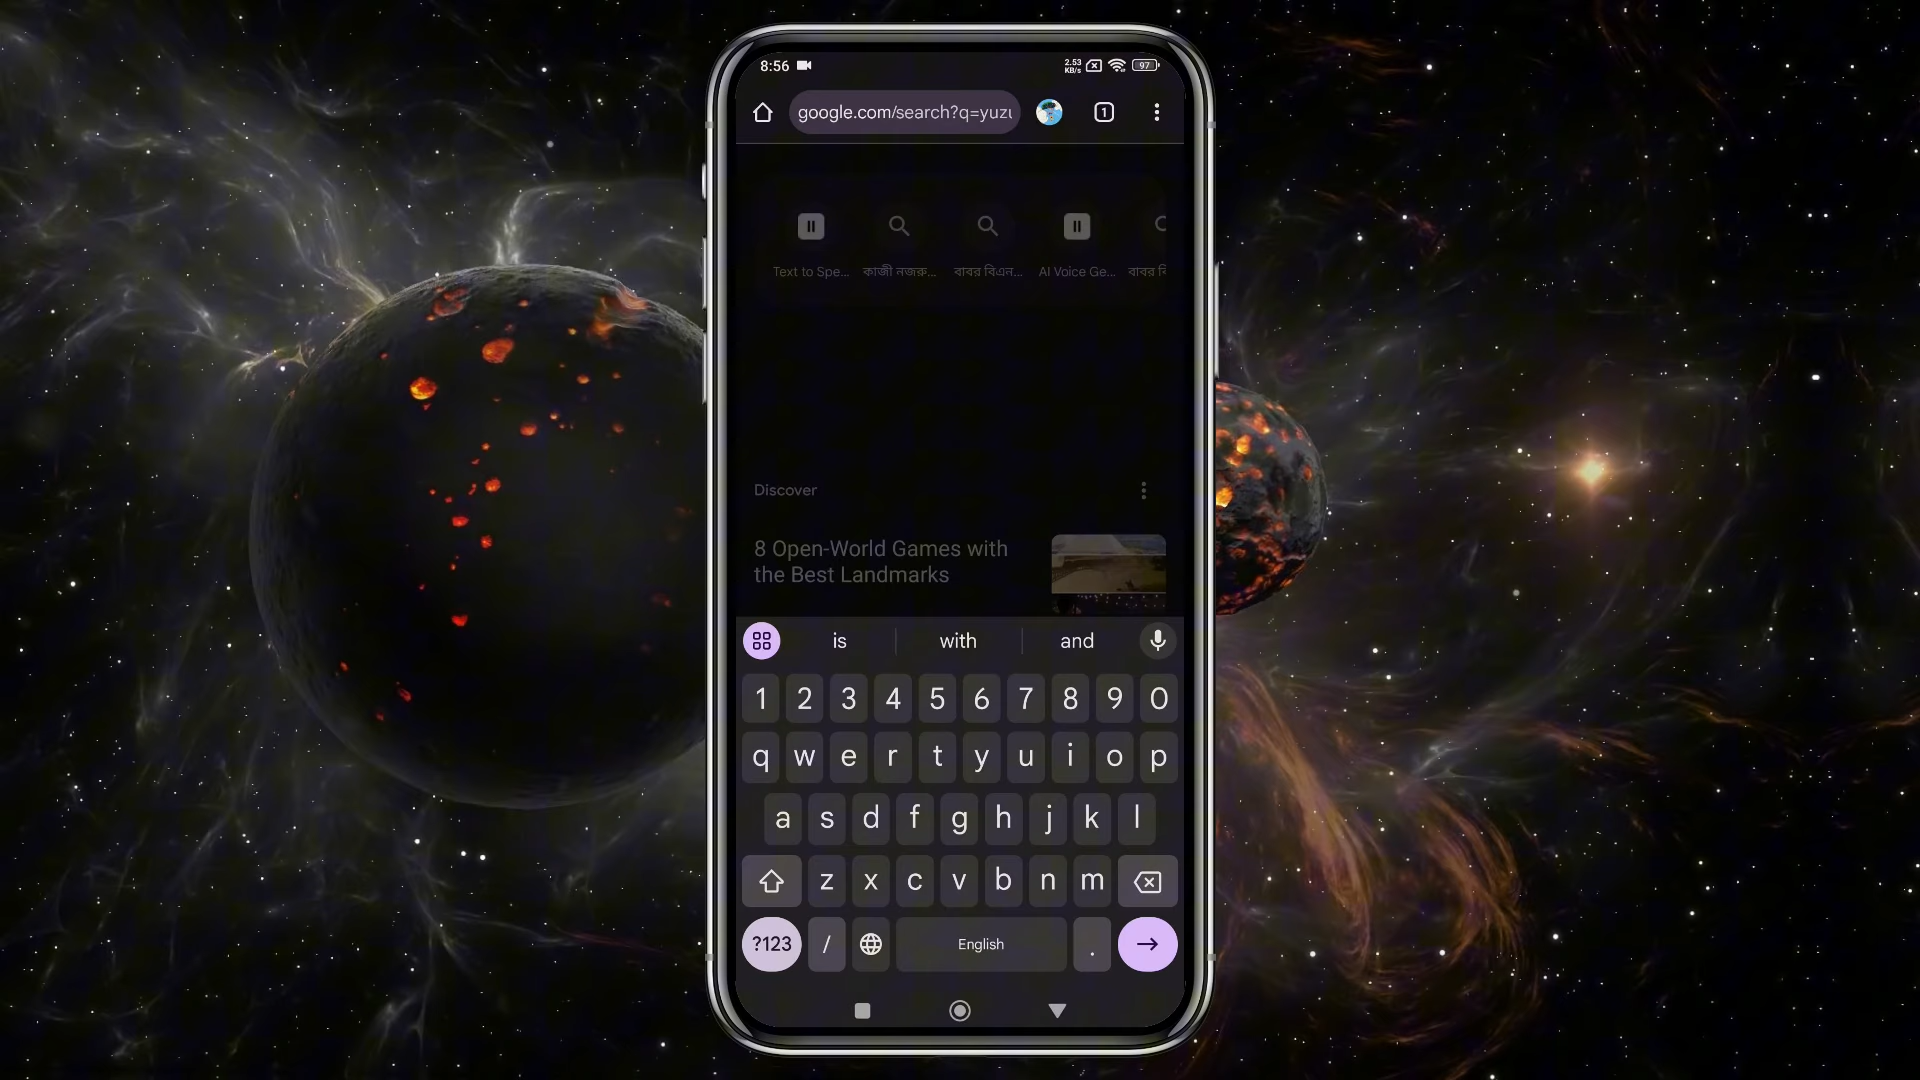 8:56
2.53
KB/s
97
google.com/search?q=yuzu
1
Text to Spe...
কাজী নজরু...
বাবর বিএন...
AI Voice Ge...
বাবর বি
Discover
8 Open-World Games with
the Best Landmarks
is with and
1 2 3 4 5 6 7 8 9 0
q w e r t y u i o p
a s d f g h j k l
z x c v b n m
?123 / English .